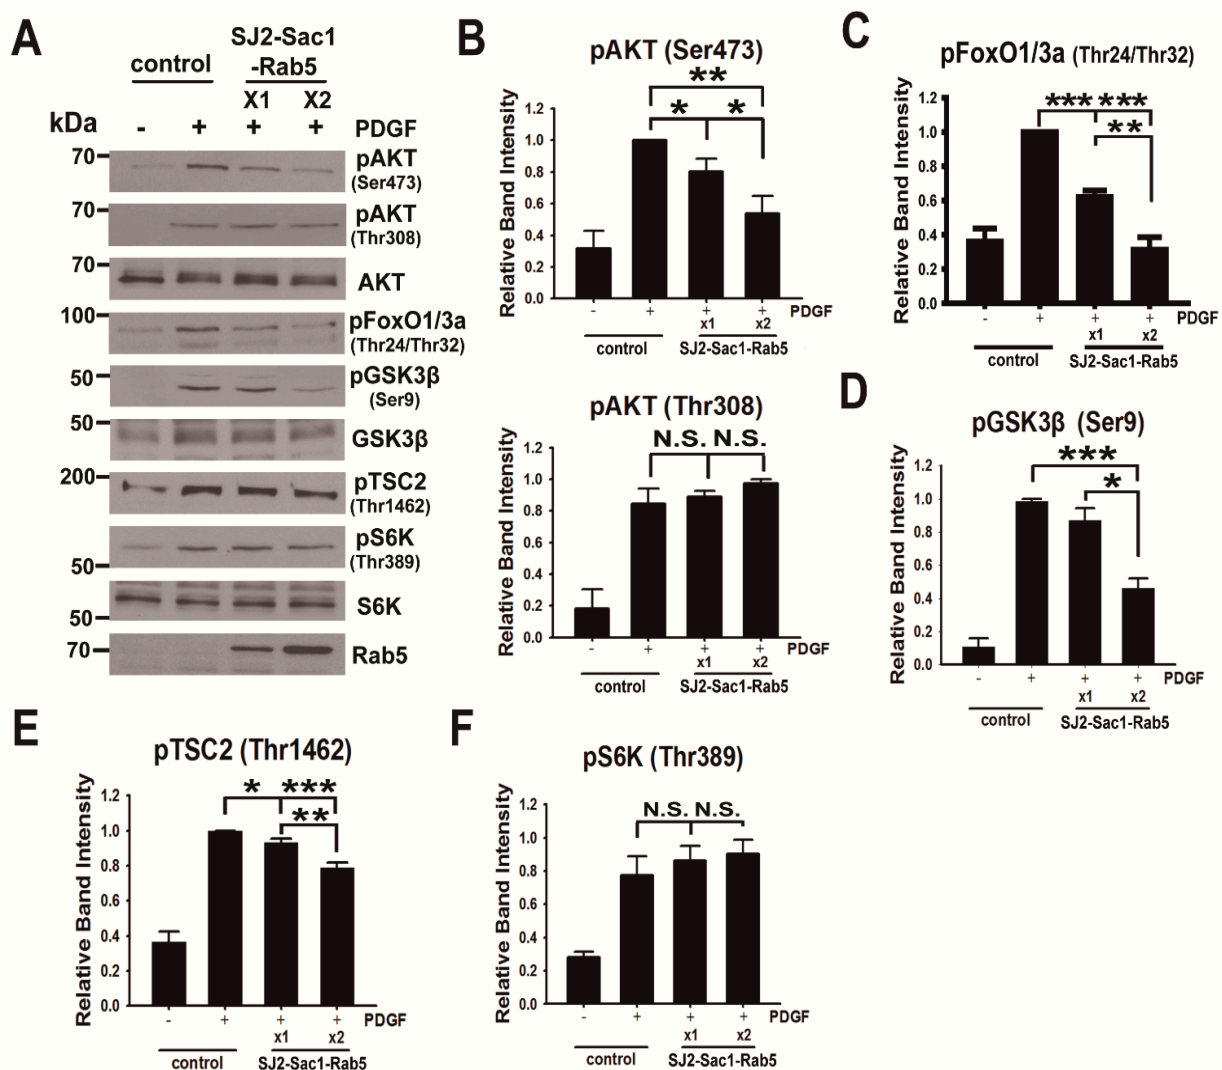 A
SJ2-Sac1
control
-Rab5
X1
X2
kDa
- + + + PDGF
70
pAKT
(Ser473)
70
pAKT
(Thr308)
70
AKT
100
pFoxO1/3a
(Thr24/Thr32)
50
pGSK3β
(Ser9)
50
GSK3β
200
pTSC2
(Thr1462)
pS6K
50
(Thr389)
S6K
50
70
Rab5
B
pAKT (Ser473)
**
* *
Relative Band Intensity
1.2
1.0
0.8
0.6
0.4
0.2
0.0
- + + + PDGF
x1 x2
control SJ2-Sac1-Rab5
pAKT (Thr308)
N.S. N.S.
Relative Band Intensity
1.2
1.0
0.8
0.6
0.4
0.2
0.0
- + + + PDGF
x1 x2
control SJ2-Sac1-Rab5
C
pFoxO1/3a (Thr24/Thr32)
*** ***
**
Relative Band Intensity
1.2
1.0
0.8
0.6
0.4
0.2
0.0
- + + + PDGF
x1 x2
control SJ2-Sac1-Rab5
D
pGSK3β (Ser9)
***
*
Relative Band Intensity
1.2
1.0
0.8
0.6
0.4
0.2
0.0
- + + + PDGF
x1 x2
control SJ2-Sac1-Rab5
E
pTSC2 (Thr1462)
* ***
**
Relative Band Intensity
1.2
1.0
0.8
0.6
0.4
0.2
0.0
- + + + PDGF
x1 x2
control SJ2-Sac1-Rab5
F
pS6K (Thr389)
N.S. N.S.
Relative Band Intensity
1.2
1.0
0.8
0.6
0.4
0.2
0.0
- + + + PDGF
x1 x2
control SJ2-Sac1-Rab5